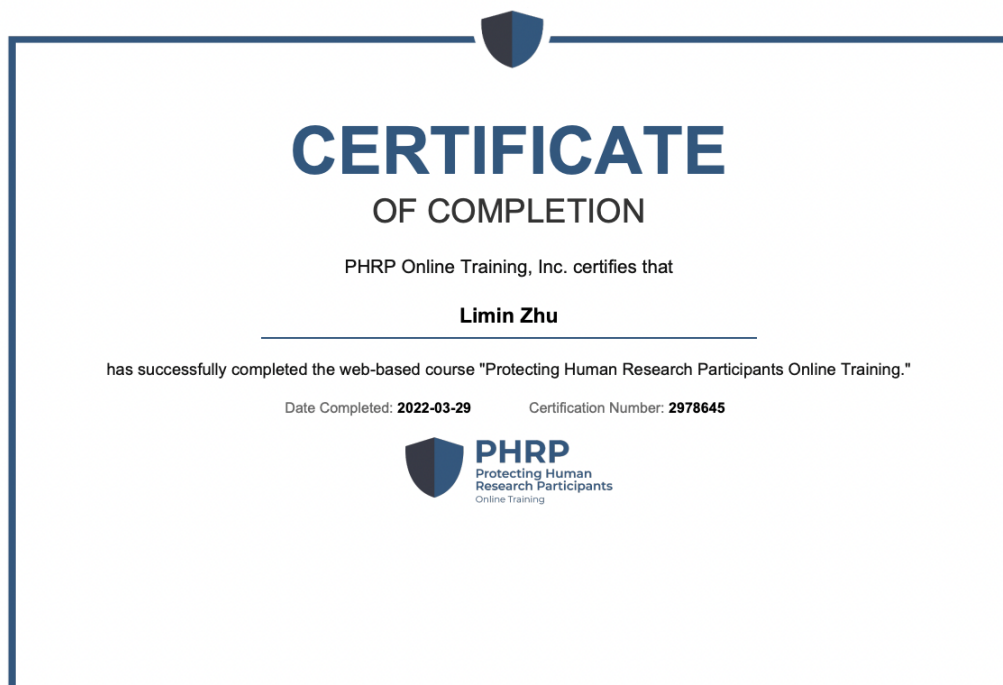 CERTIFICATE
OF COMPLETION
PHRP Online Training, Inc. certifies that
Limin Zhu
has successfully completed the web-based course "Protecting Human Research Participants Online Training."
Date Completed: 2022-03-29 Certification Number: 2978645
PHRP
Protecting Human
Research Participants
Online Training